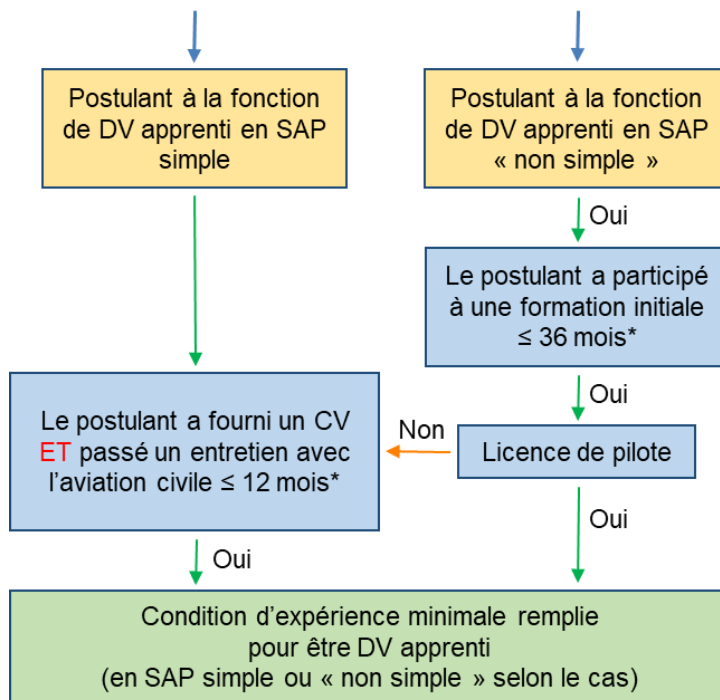 Postulant à la fonction
de DV apprenti en SAP
simple
Postulant à la fonction
de DV apprenti en SAP
« non simple »
Oui
Le postulant a participé
à une formation initiale
≤ 36 mois*
Oui
Le postulant a fourni un CV
ET passé un entretien avec
l’aviation civile ≤ 12 mois*
Non
Licence de pilote
Oui
Oui
Condition d’expérience minimale remplie
pour être DV apprenti
(en SAP simple ou « non simple » selon le cas)